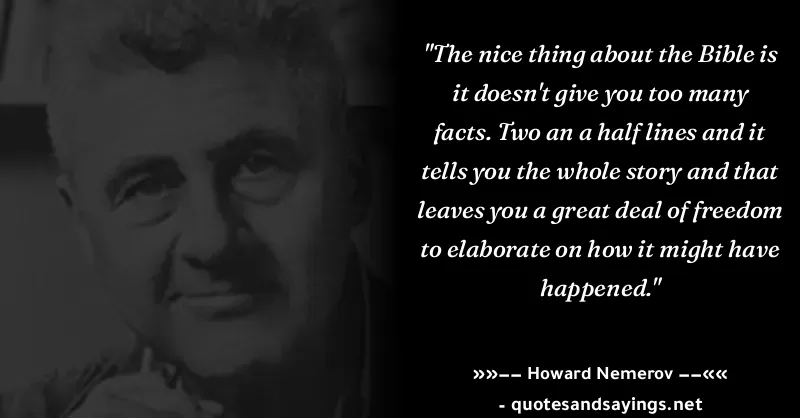 "The nice thing about the Bible is
it doesn't give you too many
facts. Two an a half lines and it
tells you the whole story and that
leaves you a great deal of freedom
to elaborate on how it might have
happened."
»»—— Howard Nemerov ——««
- quotesandsayings.net